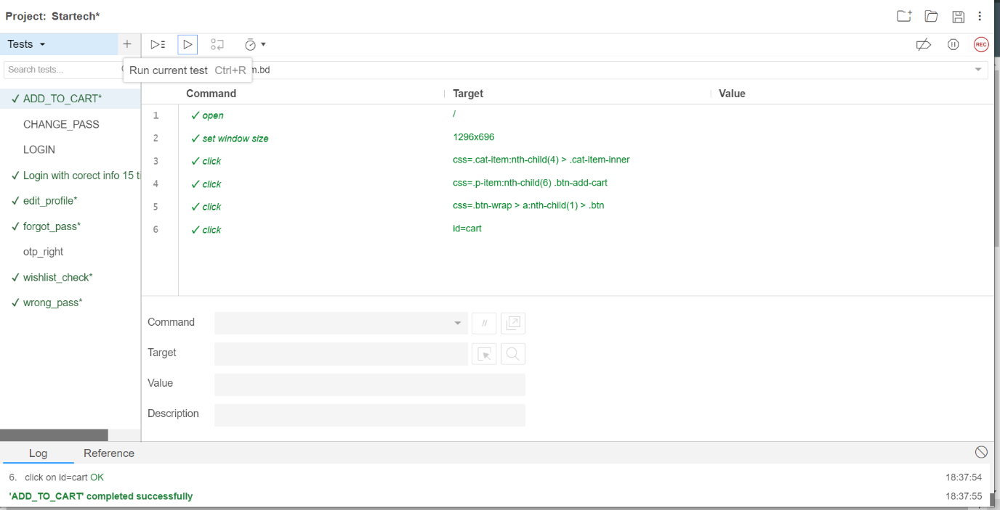 Project: Startech*
Tests
REC
Search tests...
Run current test Ctrl+R
m.bd
Command Target Value
✓ ADD_TO_CART*
CHANGE_PASS
LOGIN
✓ Login with corect info 15 ti
✓ edit_profile*
✓ forgot_pass*
otp_right
✓ wishlist_check*
✓ wrong_pass*
1 ✓ open /
2 ✓ set window size 1296x696
3 ✓ click css=.cat-item:nth-child(4) > .cat-item-inner
4 ✓ click css=.p-item:nth-child(6) .btn-add-cart
5 ✓ click css=.btn-wrap > a:nth-child(1) > .btn
6 ✓ click id=cart
Command //
Target
Value
Description
Log Reference
6. click on id=cart OK 18:37:54
'ADD_TO_CART' completed successfully 18:37:55